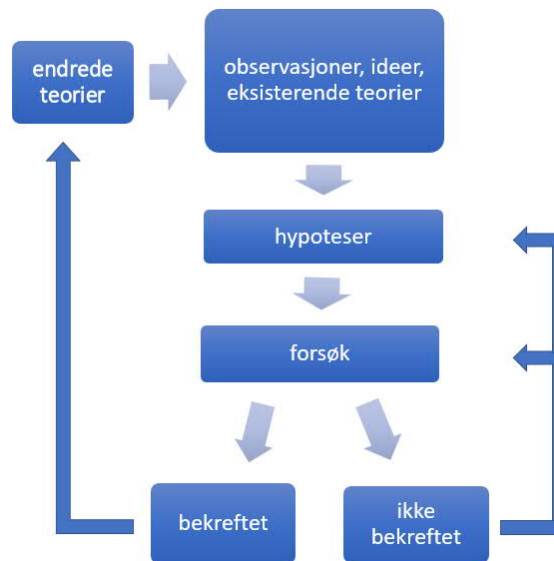 endrede
teorier
observasjoner, ideer,
eksisterende teorier
hypoteser
forsøk
bekreftet
ikke
bekreftet